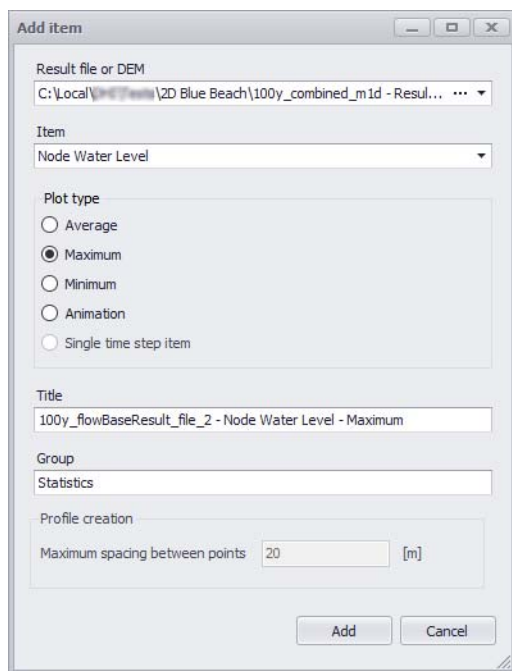 Add item
Result file or DEM
C:\Local\ \2D Blue Beach\100y_combined_m1d - Resul... ...
Item
Node Water Level
Plot type
Average
Maximum
Minimum
Animation
Single time step item
Title
100y_flowBaseResult_file_2 - Node Water Level - Maximum
Group
Statistics
Profile creation
Maximum spacing between points 20 [m]
Add Cancel